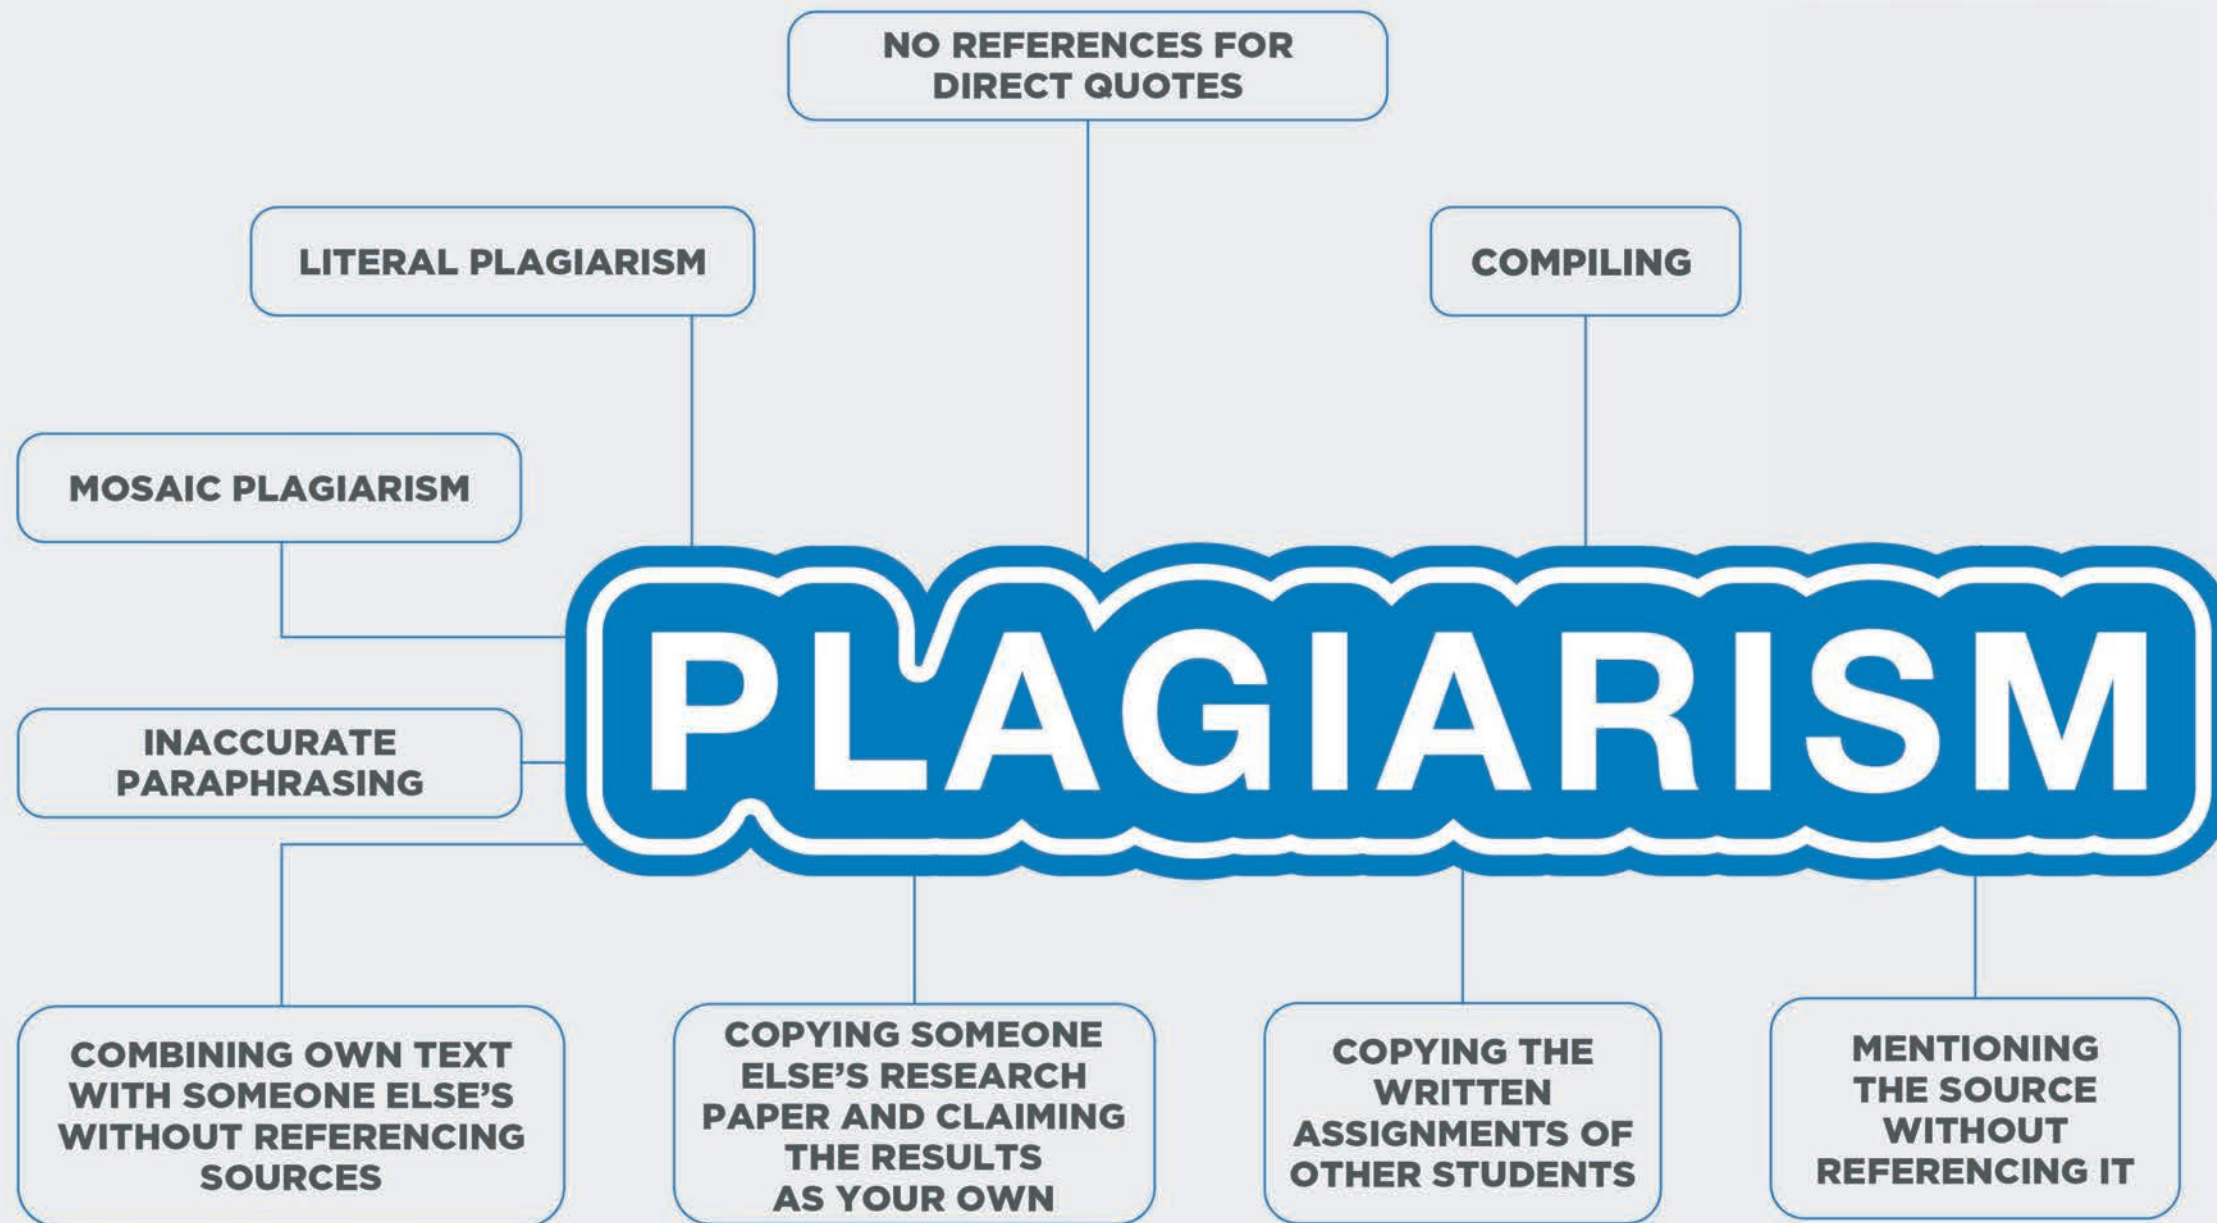 NO REFERENCES FOR
DIRECT QUOTES
LITERAL PLAGIARISM
COMPILING
MOSAIC PLAGIARISM
PLAGIARISM
INACCURATE
PARAPHRASING
COMBINING OWN TEXT
WITH SOMEONE ELSE’S
WITHOUT REFERENCING
SOURCES
COPYING SOMEONE
ELSE’S RESEARCH
PAPER AND CLAIMING
THE RESULTS
AS YOUR OWN
COPYING THE
WRITTEN
ASSIGNMENTS OF
OTHER STUDENTS
MENTIONING
THE SOURCE
WITHOUT
REFERENCING IT